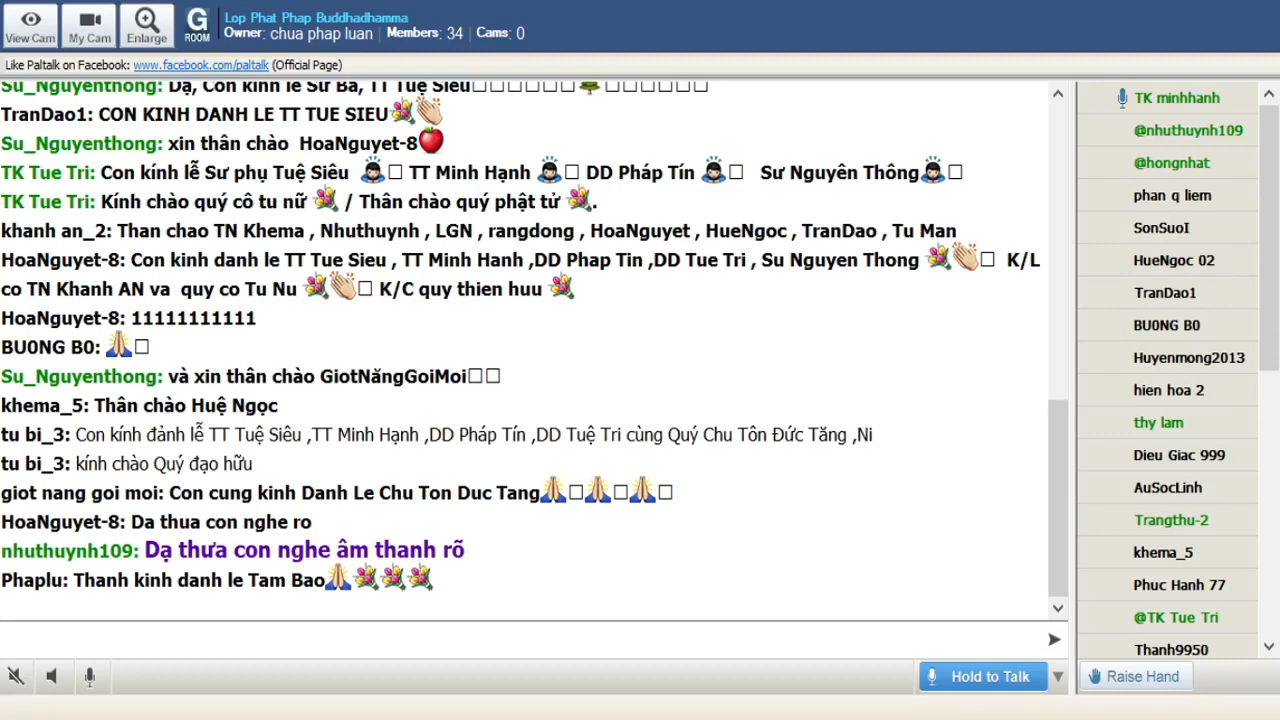 View Cam
My Cam
Enlarge
G
ROOM
Lop Phat Phap Buddhadhamma
Owner: chua phap luan | Members: 34 | Cams: 0
Like Paltalk on Facebook: www.facebook.com/paltalk (Official Page)
Su_Nguyenthong: Dạ, Con kính lễ Sư Bà, TT Tuệ Siêu
TranDao1: CON KINH DANH LE TT TUE SIEU
Su_Nguyenthong: xin thân chào HoaNguyet-8
TK Tue Tri: Con kính lễ Sư phụ Tuệ Siêu TT Minh Hạnh DD Pháp Tín Sư Nguyên Thông
TK Tue Tri: Kính chào quý cô tu nữ / Thân chào quý phật tử .
khanh an_2: Than chao TN Khema , Nhuthuynh , LGN , rangdong , HoaNguyet , HueNgoc , TranDao , Tu Man
HoaNguyet-8: Con kinh danh le TT Tue Sieu , TT Minh Hanh ,DD Phap Tin ,DD Tue Tri , Su Nguyen Thong K/L
co TN Khanh AN va quy co Tu Nu K/C quy thien huu
HoaNguyet-8: 11111111111
BU0NG B0:
Su_Nguyenthong: và xin thân chào GiotNăngGoiMoi
khema_5: Thân chào Huệ Ngọc
tu bi_3: Con kính đảnh lễ TT Tuệ Siêu ,TT Minh Hạnh ,DD Pháp Tín ,DD Tuệ Tri cùng Quý Chu Tôn Đức Tăng ,Ni
tu bi_3: kính chào Quý đạo hữu
giot nang goi moi: Con cung kinh Danh Le Chu Ton Duc Tang
HoaNguyet-8: Da thua con nghe ro
nhuthuynh109: Dạ thưa con nghe âm thanh rõ
Phaplu: Thanh kinh danh le Tam Bao
TK minhhanh
@nhuthuynh109
@hongnhat
phan q liem
SonSuoI
HueNgoc 02
TranDao1
BU0NG B0
Huyenmong2013
hien hoa 2
thy lam
Dieu Giac 999
AuSocLinh
Trangthu-2
khema_5
Phuc Hanh 77
@TK Tue Tri
Thanh9950
Hold to Talk
Raise Hand